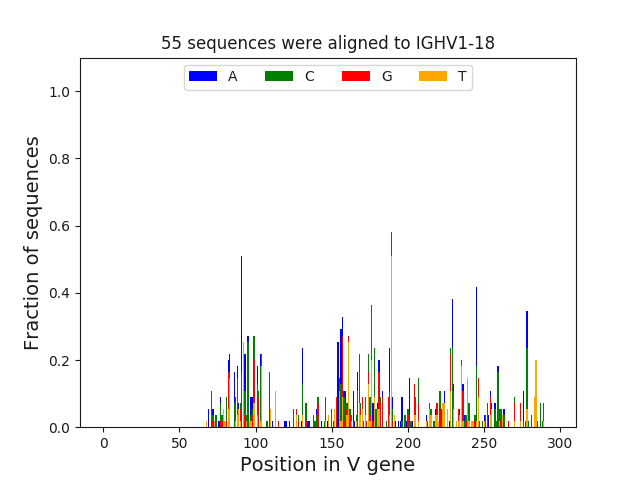 55 sequences were aligned to IGHV1-18
A C G T
1.0
0.8
0.6
0.4
0.2
0.0
Fraction of sequences
0 50 100 150 200 250 300
Position in V gene